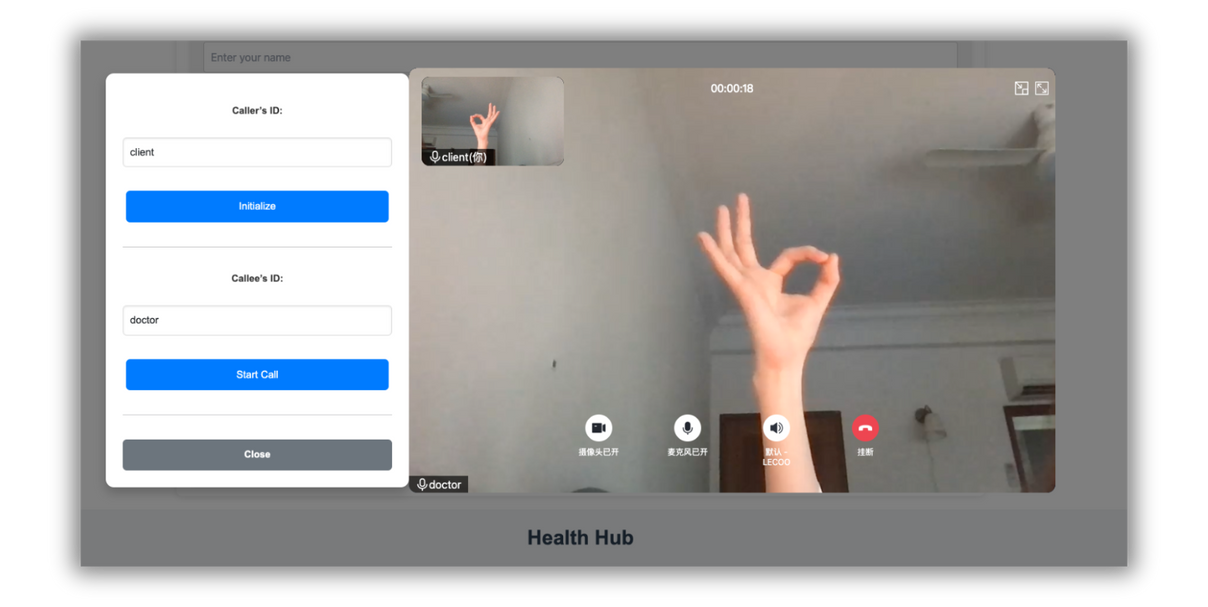 Enter your name
Caller's ID:
client
Initialize
Callee's ID:
doctor
Start Call
Close
00:00:18
client(你)
摄像头已开
麦克风已开
默认 -
LECOO
挂断
doctor
Health Hub